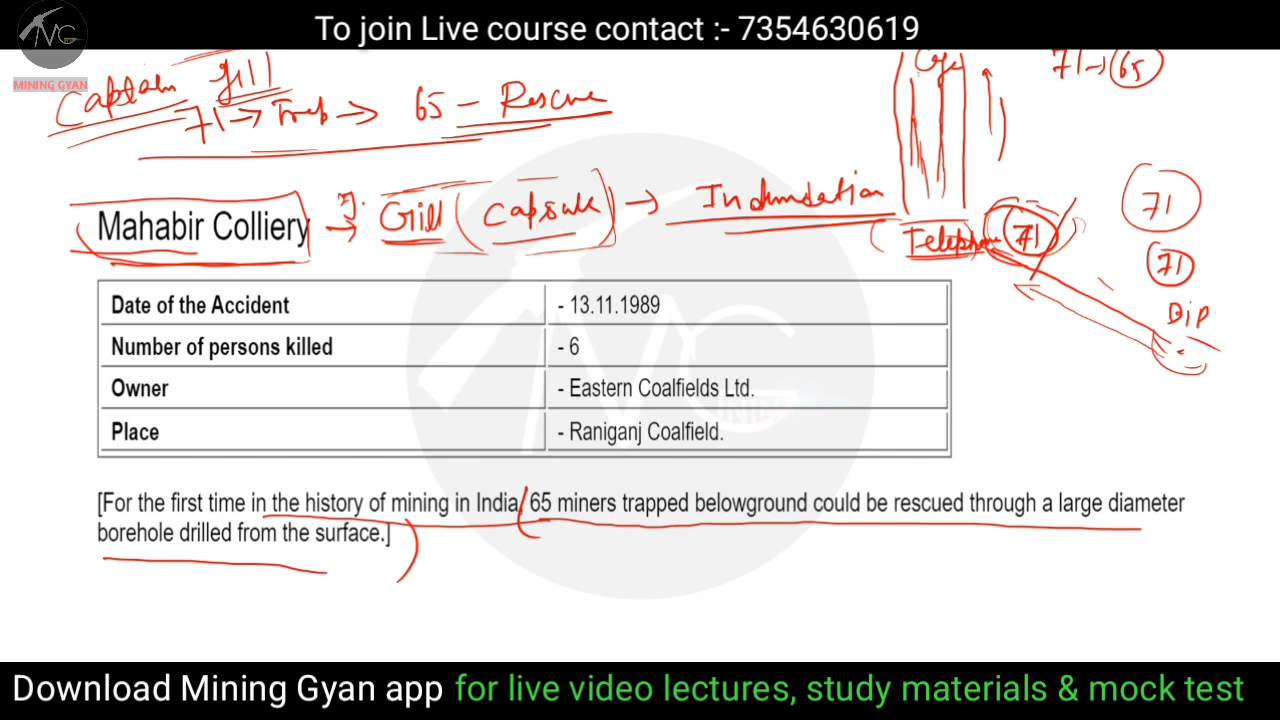 To join Live course contact :- 7354630619
MINING GYAN
Captain Gill
71 → Trap → 65 - Rescue
Cage
71 → 65
Mahabir Colliery → J. Gill (Capsule) → Inundation
Telephone 71
71
71
Dip
Date of the Accident - 13.11.1989
Number of persons killed - 6
Owner - Eastern Coalfields Ltd.
Place - Raniganj Coalfield.
[For the first time in the history of mining in India, 65 miners trapped belowground could be rescued through a large diameter
borehole drilled from the surface.]
Download Mining Gyan app for live video lectures, study materials & mock test